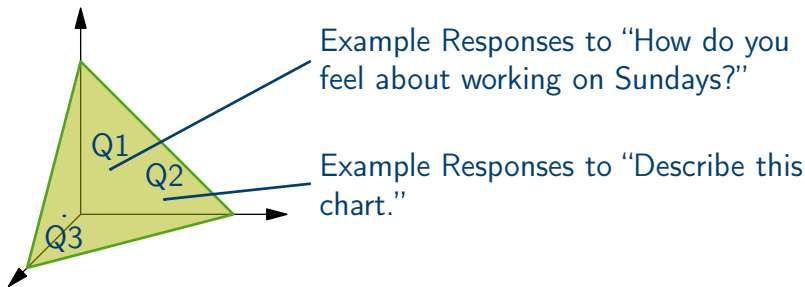 Example Responses to “How do you
feel about working on Sundays?”
Q1
Q2
Example Responses to “Describe this
chart.”
Q3